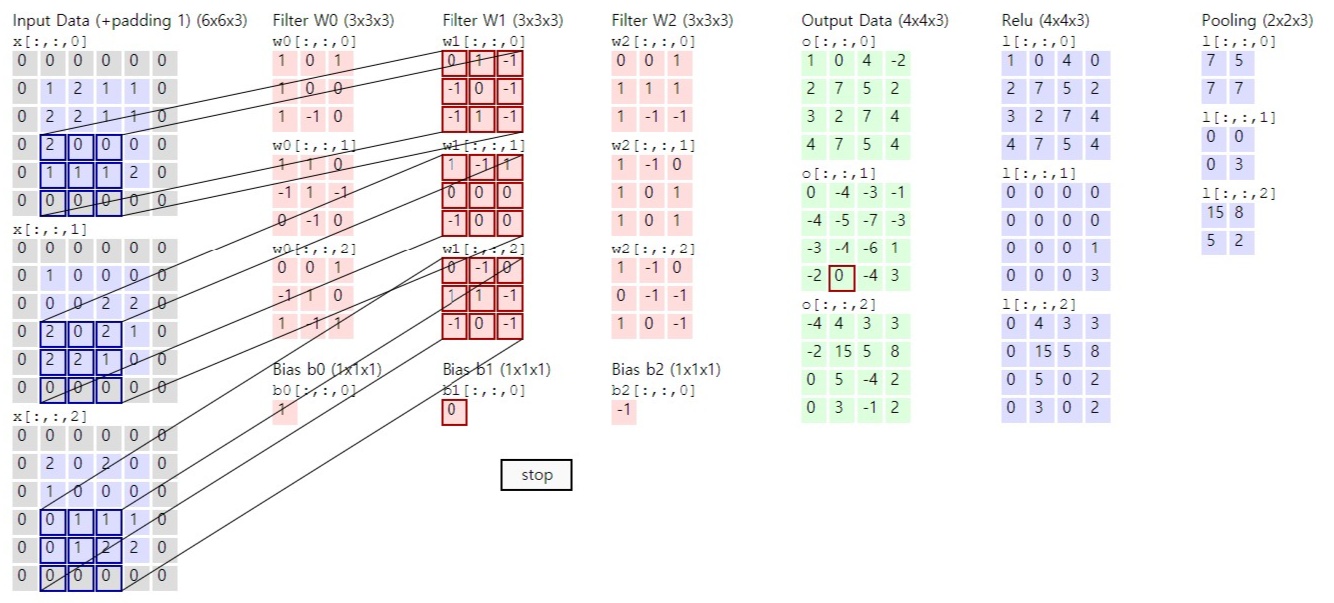 Input Data (+padding 1) (6x6x3)
x[:,:,0]
0 0 0 0 0 0
0 1 2 1 1 0
0 2 2 1 1 0
0 2 0 0 0 0
0 1 1 1 2 0
0 0 0 0 0 0
x[:,:,1]
0 0 0 0 0 0
0 1 0 0 0 0
0 0 0 2 2 0
0 2 0 2 1 0
0 2 2 1 0 0
0 0 0 0 0 0
x[:,:,2]
0 0 0 0 0 0
0 2 0 2 0 0
0 1 0 0 0 0
0 0 1 1 1 0
0 0 1 2 2 0
0 0 0 0 0 0
Filter W0 (3x3x3)
w0[:,:,0]
1 0 1
1 0 0
1 -1 0
w0[:,:,1]
1 1 0
-1 1 -1
0 -1 0
w0[:,:,2]
0 0 1
-1 1 0
1 -1 1
Bias b0 (1x1x1)
b0[:,:,0]
1
Filter W1 (3x3x3)
w1[:,:,0]
0 1 -1
-1 0 -1
-1 1 -1
w1[:,:,1]
1 -1 1
0 0 0
-1 0 0
w1[:,:,2]
0 -1 0
1 1 -1
-1 0 -1
Bias b1 (1x1x1)
b1[:,:,0]
0
Filter W2 (3x3x3)
w2[:,:,0]
0 0 1
1 1 1
1 -1 -1
w2[:,:,1]
1 -1 0
1 0 1
1 0 1
w2[:,:,2]
1 -1 0
0 -1 -1
1 0 -1
Bias b2 (1x1x1)
b2[:,:,0]
-1
stop
Output Data (4x4x3)
o[:,:,0]
1 0 4 -2
2 7 5 2
3 2 7 4
4 7 5 4
o[:,:,1]
0 -4 -3 -1
-4 -5 -7 -3
-3 -4 -6 1
-2 0 -4 3
o[:,:,2]
-4 4 3 3
-2 15 5 8
0 5 -4 2
0 3 -1 2
Relu (4x4x3)
l[:,:,0]
1 0 4 0
2 7 5 2
3 2 7 4
4 7 5 4
l[:,:,1]
0 0 0 0
0 0 0 0
0 0 0 1
0 0 0 3
l[:,:,2]
0 4 3 3
0 15 5 8
0 5 0 2
0 3 0 2
Pooling (2x2x3)
l[:,:,0]
7 5
7 7
l[:,:,1]
0 0
0 3
l[:,:,2]
15 8
5 2